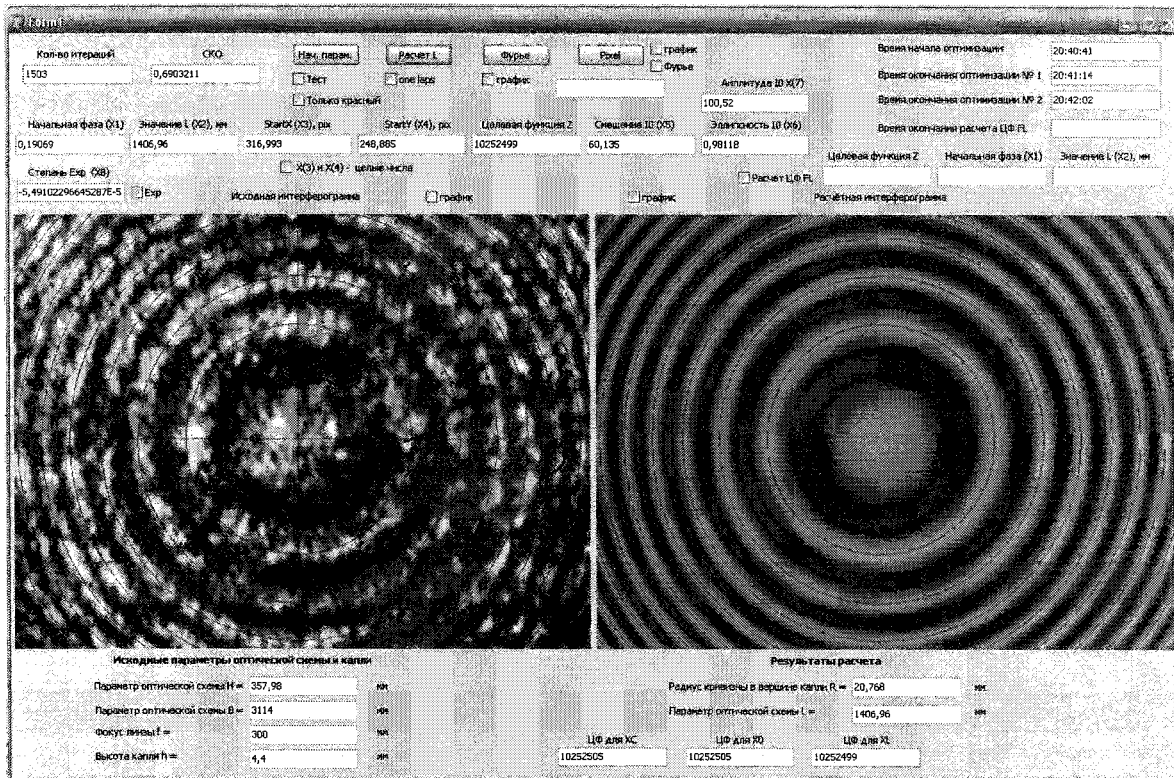 Form1
Кол-во итераций СКО Нач. парам. Расчет L Фурье Pixel график Время начала оптимизации 20:40:41
1503 0,6903211 Тест one laps график Фурье Амплитуда I0 X(7) Время окончания оптимизации № 1 20:41:14
Только красный 100,52 Время окончания оптимизации № 2 20:42:02
Начальная фаза (X1) Значение L (X2), мм StartX (X3), pix StartY (X4), pix Целевая функция Z Смещение I0 (X5) Эллипсность I0 (X6) Время окончания расчета ЦФ FL
0,19069 1406,96 316,993 248,885 10252499 60,135 0,98118
Целевая функция Z Начальная фаза (X1) Значение L (X2), мм
Степень Exp (X8) X(3) и X(4) - целые числа Расчет ЦФ FL
-5,49102296645287E-5 Exp Исходная интерферограмма график график Расчётная интерферограмма
Исходные параметры оптической схемы и капли Результаты расчета
Параметр оптической схемы H = 357,98 мм Радиус кривизны в вершине капли R = 20,768 мм
Параметр оптической схемы B = 3114 мм Параметр оптической схемы L = 1406,96 мм
Фокус линзы f = 300 мм ЦФ для XC ЦФ для X0 ЦФ для XL
Высота капли h = 4,4 мм 10252505 10252505 10252499